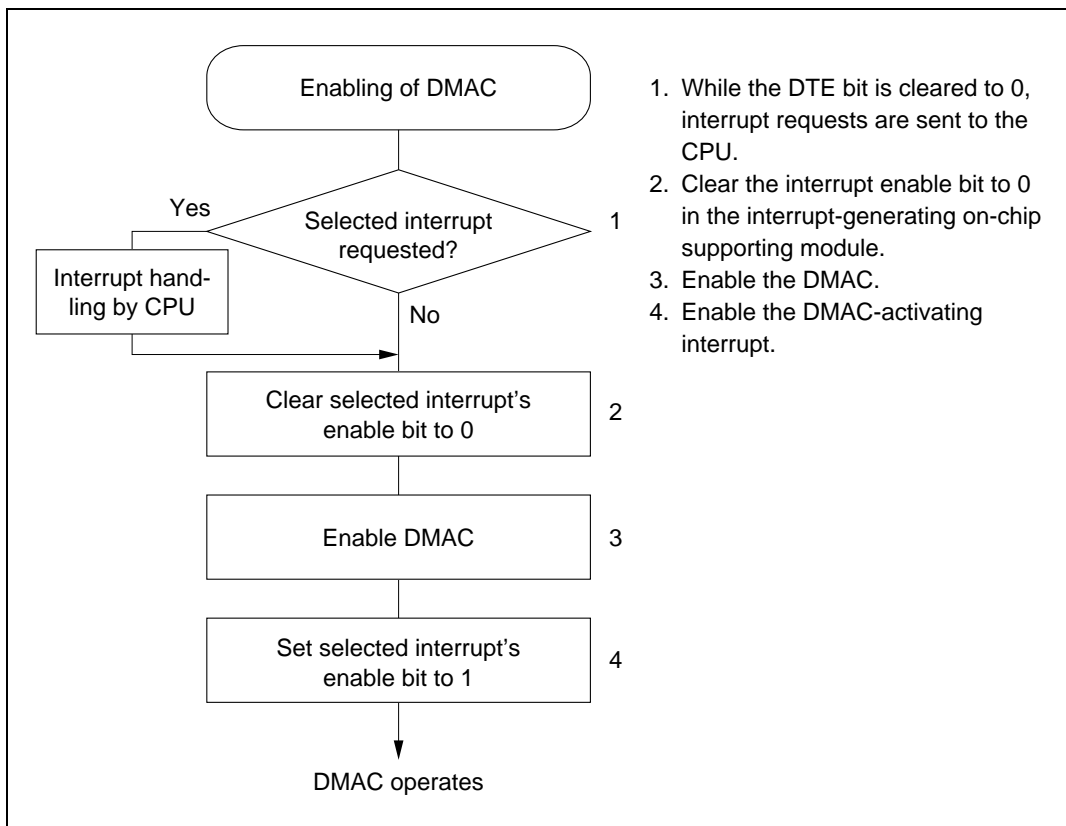 Enabling of DMAC
Yes
Selected interrupt
requested?
1
Interrupt hand-
ling by CPU
No
Clear selected interrupt's
enable bit to 0
2
Enable DMAC
3
Set selected interrupt's
enable bit to 1
4
DMAC operates
1. While the DTE bit is cleared to 0,
interrupt requests are sent to the
CPU.
2. Clear the interrupt enable bit to 0
in the interrupt-generating on-chip
supporting module.
3. Enable the DMAC.
4. Enable the DMAC-activating
interrupt.